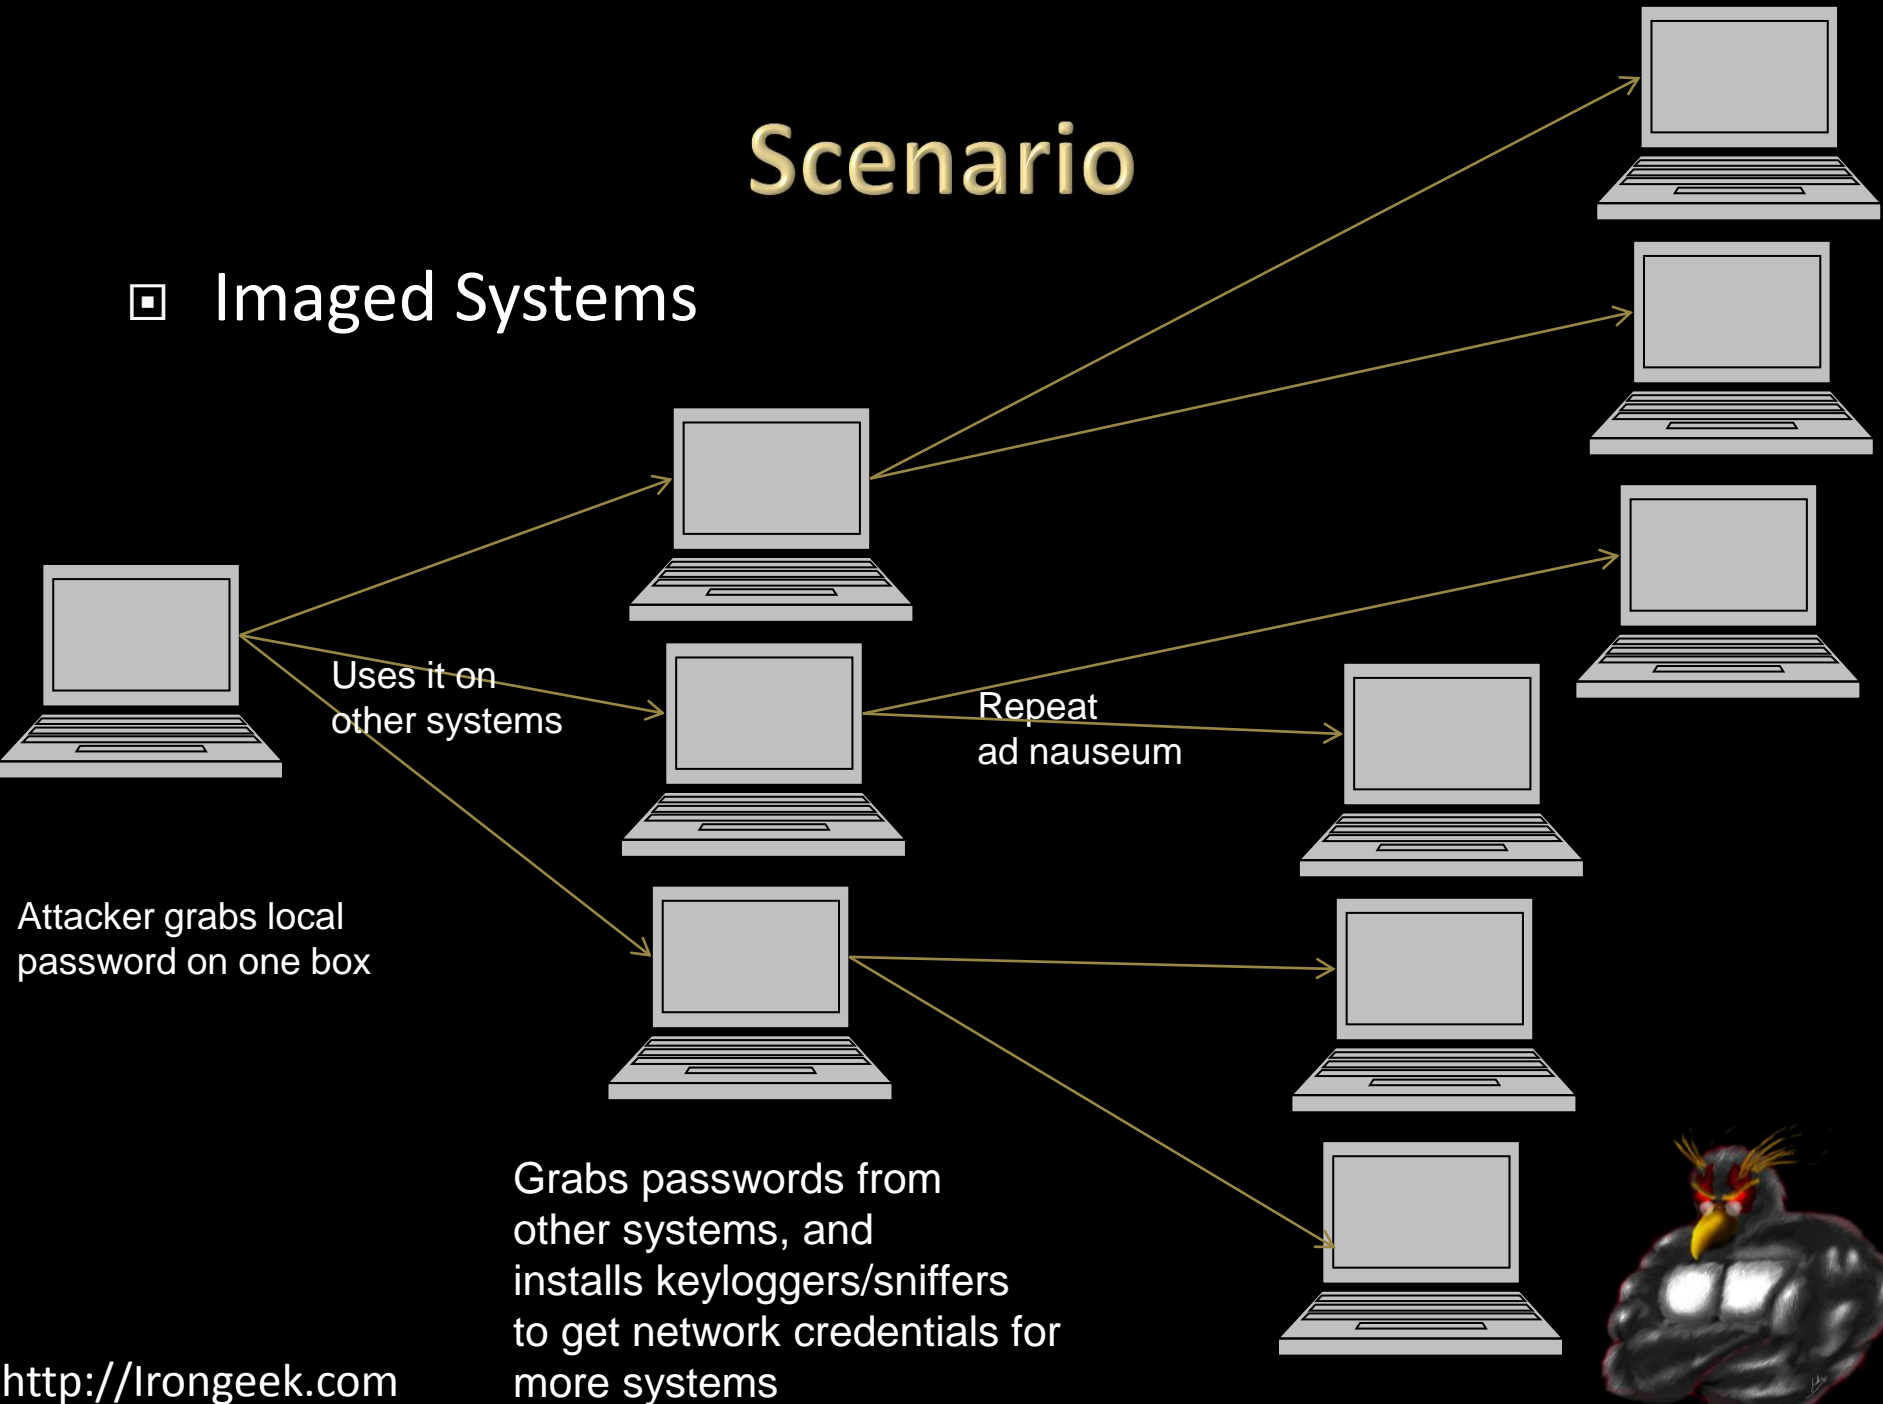 Scenario
Imaged Systems
Uses it on
other systems
Repeat
ad nauseum
Attacker grabs local
password on one box
Grabs passwords from
other systems, and
installs keyloggers/sniffers
to get network credentials for
more systems
http://Irongeek.com